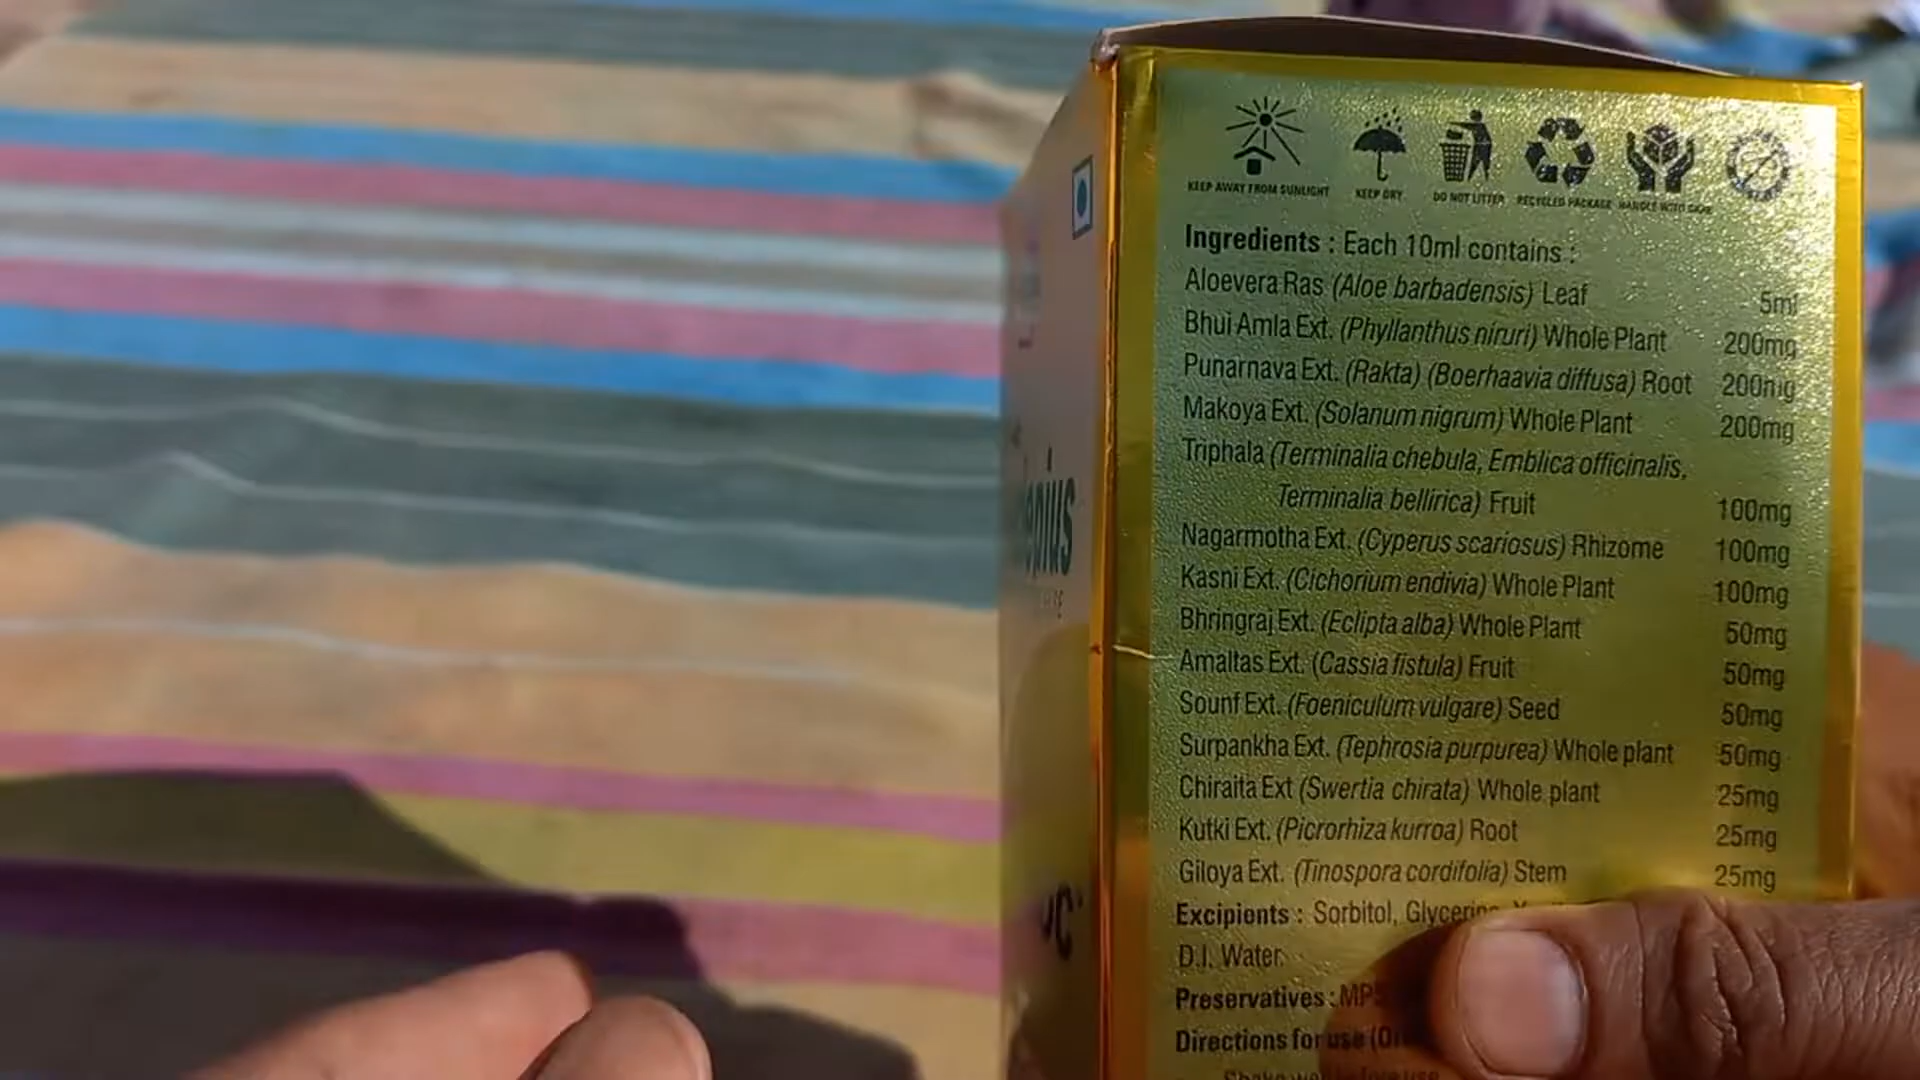 KEEP AWAY FROM SUNLIGHT
KEEP DRY
DO NOT LITTER
RECYCLED PACKAGE
HANDLE WITH CARE
Ingredients : Each 10ml contains :
Aloevera Ras (Aloe barbadensis) Leaf 5ml
Bhui Amla Ext. (Phyllanthus niruri) Whole Plant 200mg
Punarnava Ext. (Rakta) (Boerhaavia diffusa) Root 200mg
Makoya Ext. (Solanum nigrum) Whole Plant 200mg
Triphala (Terminalia chebula, Emblica officinalis,
Terminalia bellirica) Fruit 100mg
Nagarmotha Ext. (Cyperus scariosus) Rhizome 100mg
Kasni Ext. (Cichorium endivia) Whole Plant 100mg
Bhringraj Ext. (Eclipta alba) Whole Plant 50mg
Amaltas Ext. (Cassia fistula) Fruit 50mg
Sounf Ext. (Foeniculum vulgare) Seed 50mg
Surpankha Ext. (Tephrosia purpurea) Whole plant 50mg
Chiraita Ext (Swertia chirata) Whole plant 25mg
Kutki Ext. (Picrorhiza kurroa) Root 25mg
Giloya Ext. (Tinospora cordifolia) Stem 25mg
Excipients : Sorbitol, Glycerine
D.I. Water
Preservatives :
Directions for use
Shake well before use